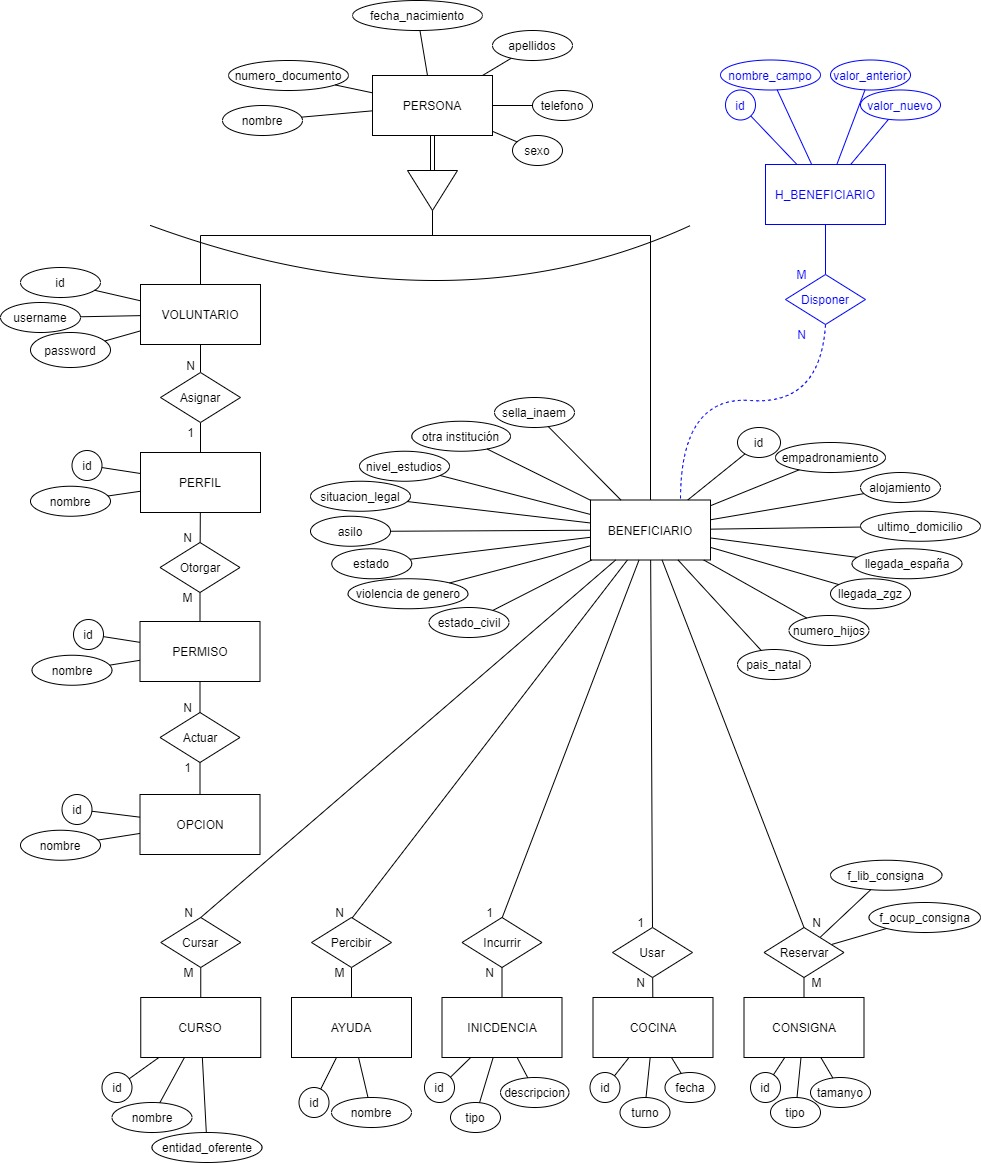 fecha_nacimiento
apellidos
numero_documento
PERSONA
telefono
nombre
sexo
nombre_campo
valor_anterior
id
valor_nuevo
H_BENEFICIARIO
M
Disponer
N
id
username
password
VOLUNTARIO
N
Asignar
1
id
nombre
PERFIL
N
Otorgar
M
id
nombre
PERMISO
N
Actuar
1
id
nombre
OPCION
sella_inaem
otra institución
nivel_estudios
situacion_legal
asilo
estado
violencia de genero
estado_civil
BENEFICIARIO
id
empadronamiento
alojamiento
ultimo_domicilio
llegada_españa
llegada_zgz
numero_hijos
pais_natal
N
Cursar
M
CURSO
id
nombre
entidad_oferente
N
Percibir
M
AYUDA
id
nombre
1
Incurrir
N
INICDENCIA
id
tipo
descripcion
1
Usar
N
COCINA
id
turno
fecha
f_lib_consigna
f_ocup_consigna
N
Reservar
M
CONSIGNA
id
tipo
tamanyo